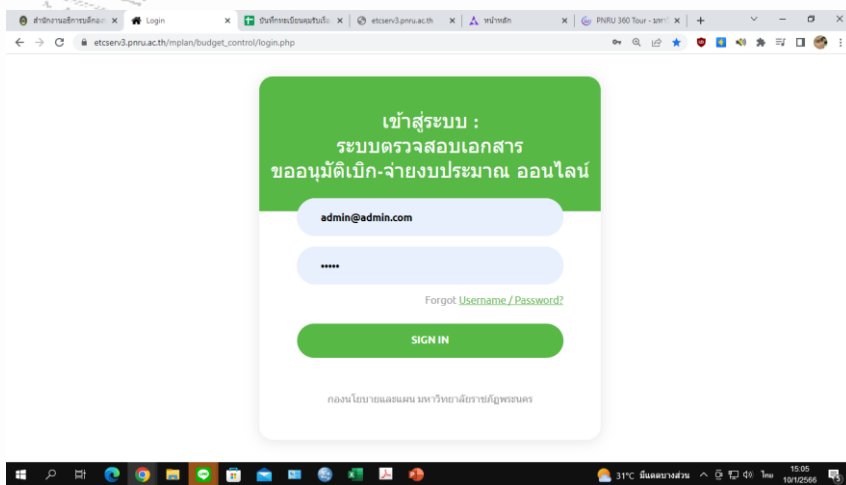 สำนักงานอธิการบดีกอง
Login
บันทึกทะเบียนคุมรับเรื่อ
etcserv3.pnru.ac.th
หน้าหลัก
PNRU 360 Tour - มหา
etcserv3.pnru.ac.th/mplan/budget_control/login.php
เข้าสู่ระบบ :
ระบบตรวจสอบเอกสาร
ขออนุมัติเบิก-จ่ายงบประมาณ ออนไลน์
admin@admin.com
•••••
Forgot Username / Password?
SIGN IN
กองนโยบายและแผน มหาวิทยาลัยราชภัฏพระนคร
31°C มีแดดบางส่วน
ไทย
15:05
10/1/2566